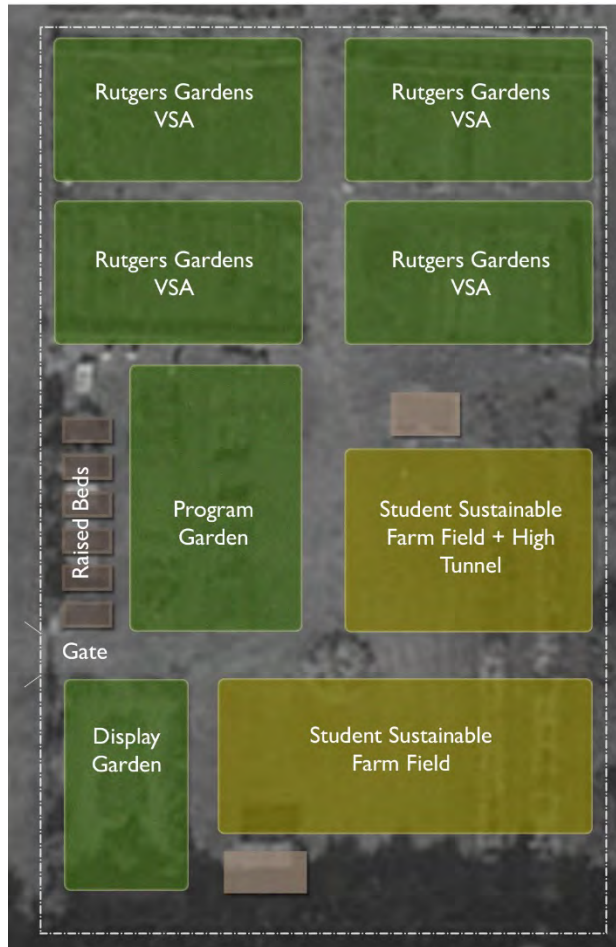 Rutgers Gardens
VSA
Rutgers Gardens
VSA
Rutgers Gardens
VSA
Rutgers Gardens
VSA
Raised Beds
Program
Garden
Student Sustainable
Farm Field + High
Tunnel
Gate
Display
Garden
Student Sustainable
Farm Field